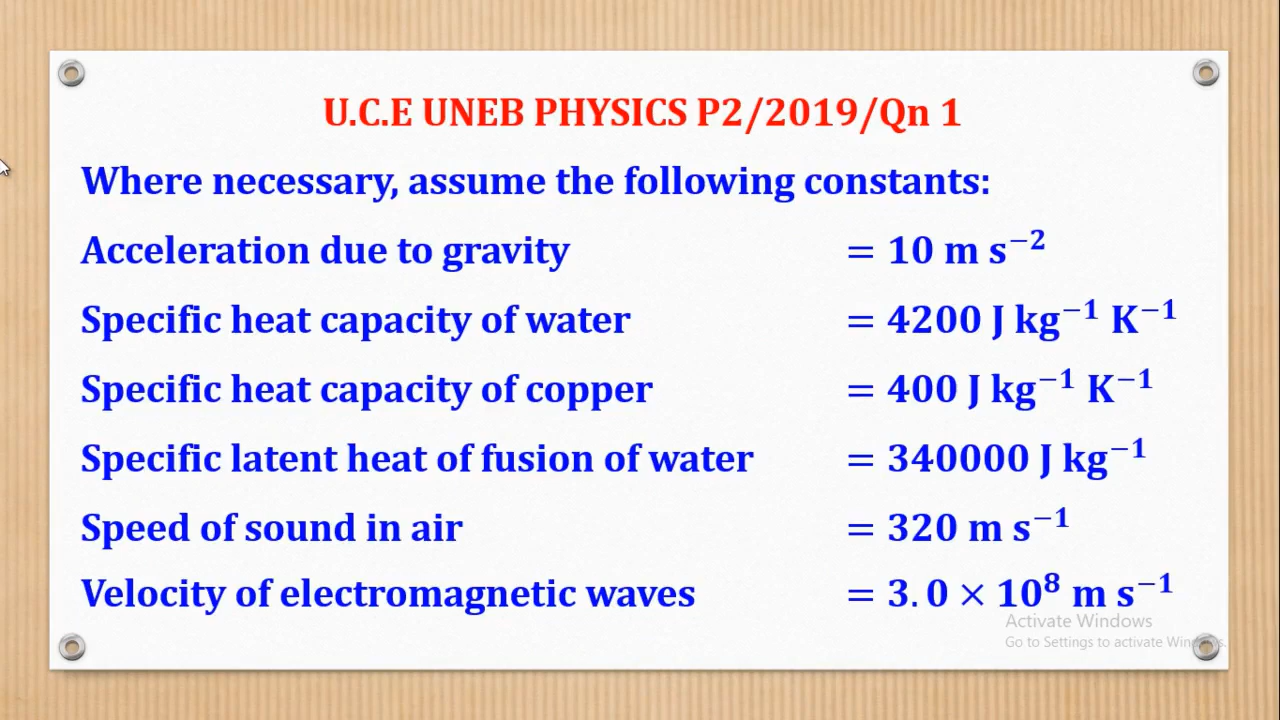 U.C.E UNEB PHYSICS P2/2019/Qn 1
Where necessary, assume the following constants:
Acceleration due to gravity = 10 m s⁻²
Specific heat capacity of water = 4200 J kg⁻¹ K⁻¹
Specific heat capacity of copper = 400 J kg⁻¹ K⁻¹
Specific latent heat of fusion of water = 340000 J kg⁻¹
Speed of sound in air = 320 m s⁻¹
Velocity of electromagnetic waves = 3.0 × 10⁸ m s⁻¹
Activate Windows
Go to Settings to activate Windows.